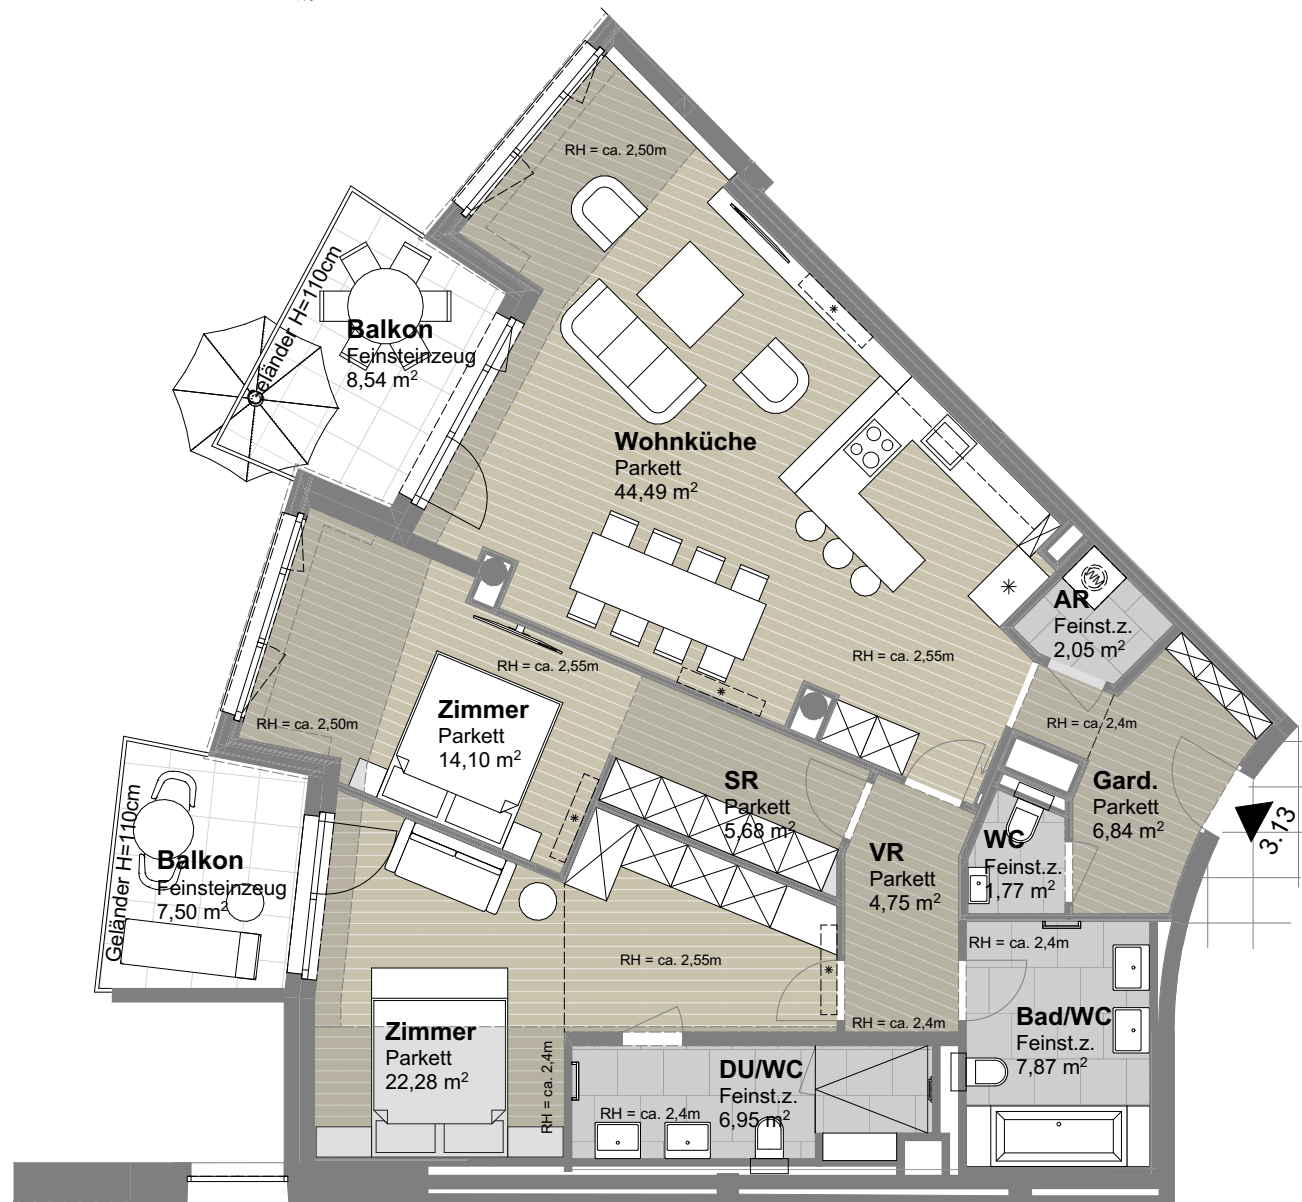 RH = ca. 2,50m
Geländer H=110cm
Balkon
Feinsteinzeug
8,54 m²
Wohnküche
Parkett
44,49 m²
AR
Feinst.z.
2,05 m²
RH = ca. 2,55m
RH = ca. 2,55m
Zimmer
Parkett
14,10 m²
RH = ca. 2,50m
RH = ca. 2,4m
SR
Parkett
5,68 m²
Gard.
Parkett
6,84 m²
3.13
Geländer H=110cm
Balkon
Feinsteinzeug
7,50 m²
VR
Parkett
4,75 m²
WC
Feinst.z.
1,77 m²
RH = ca. 2,55m
RH = ca. 2,4m
Zimmer
Parkett
22,28 m²
RH = ca. 2,4m
RH = ca. 2,4m
Bad/WC
Feinst.z.
7,87 m²
DU/WC
Feinst.z.
6,95 m²
RH = ca. 2,4m